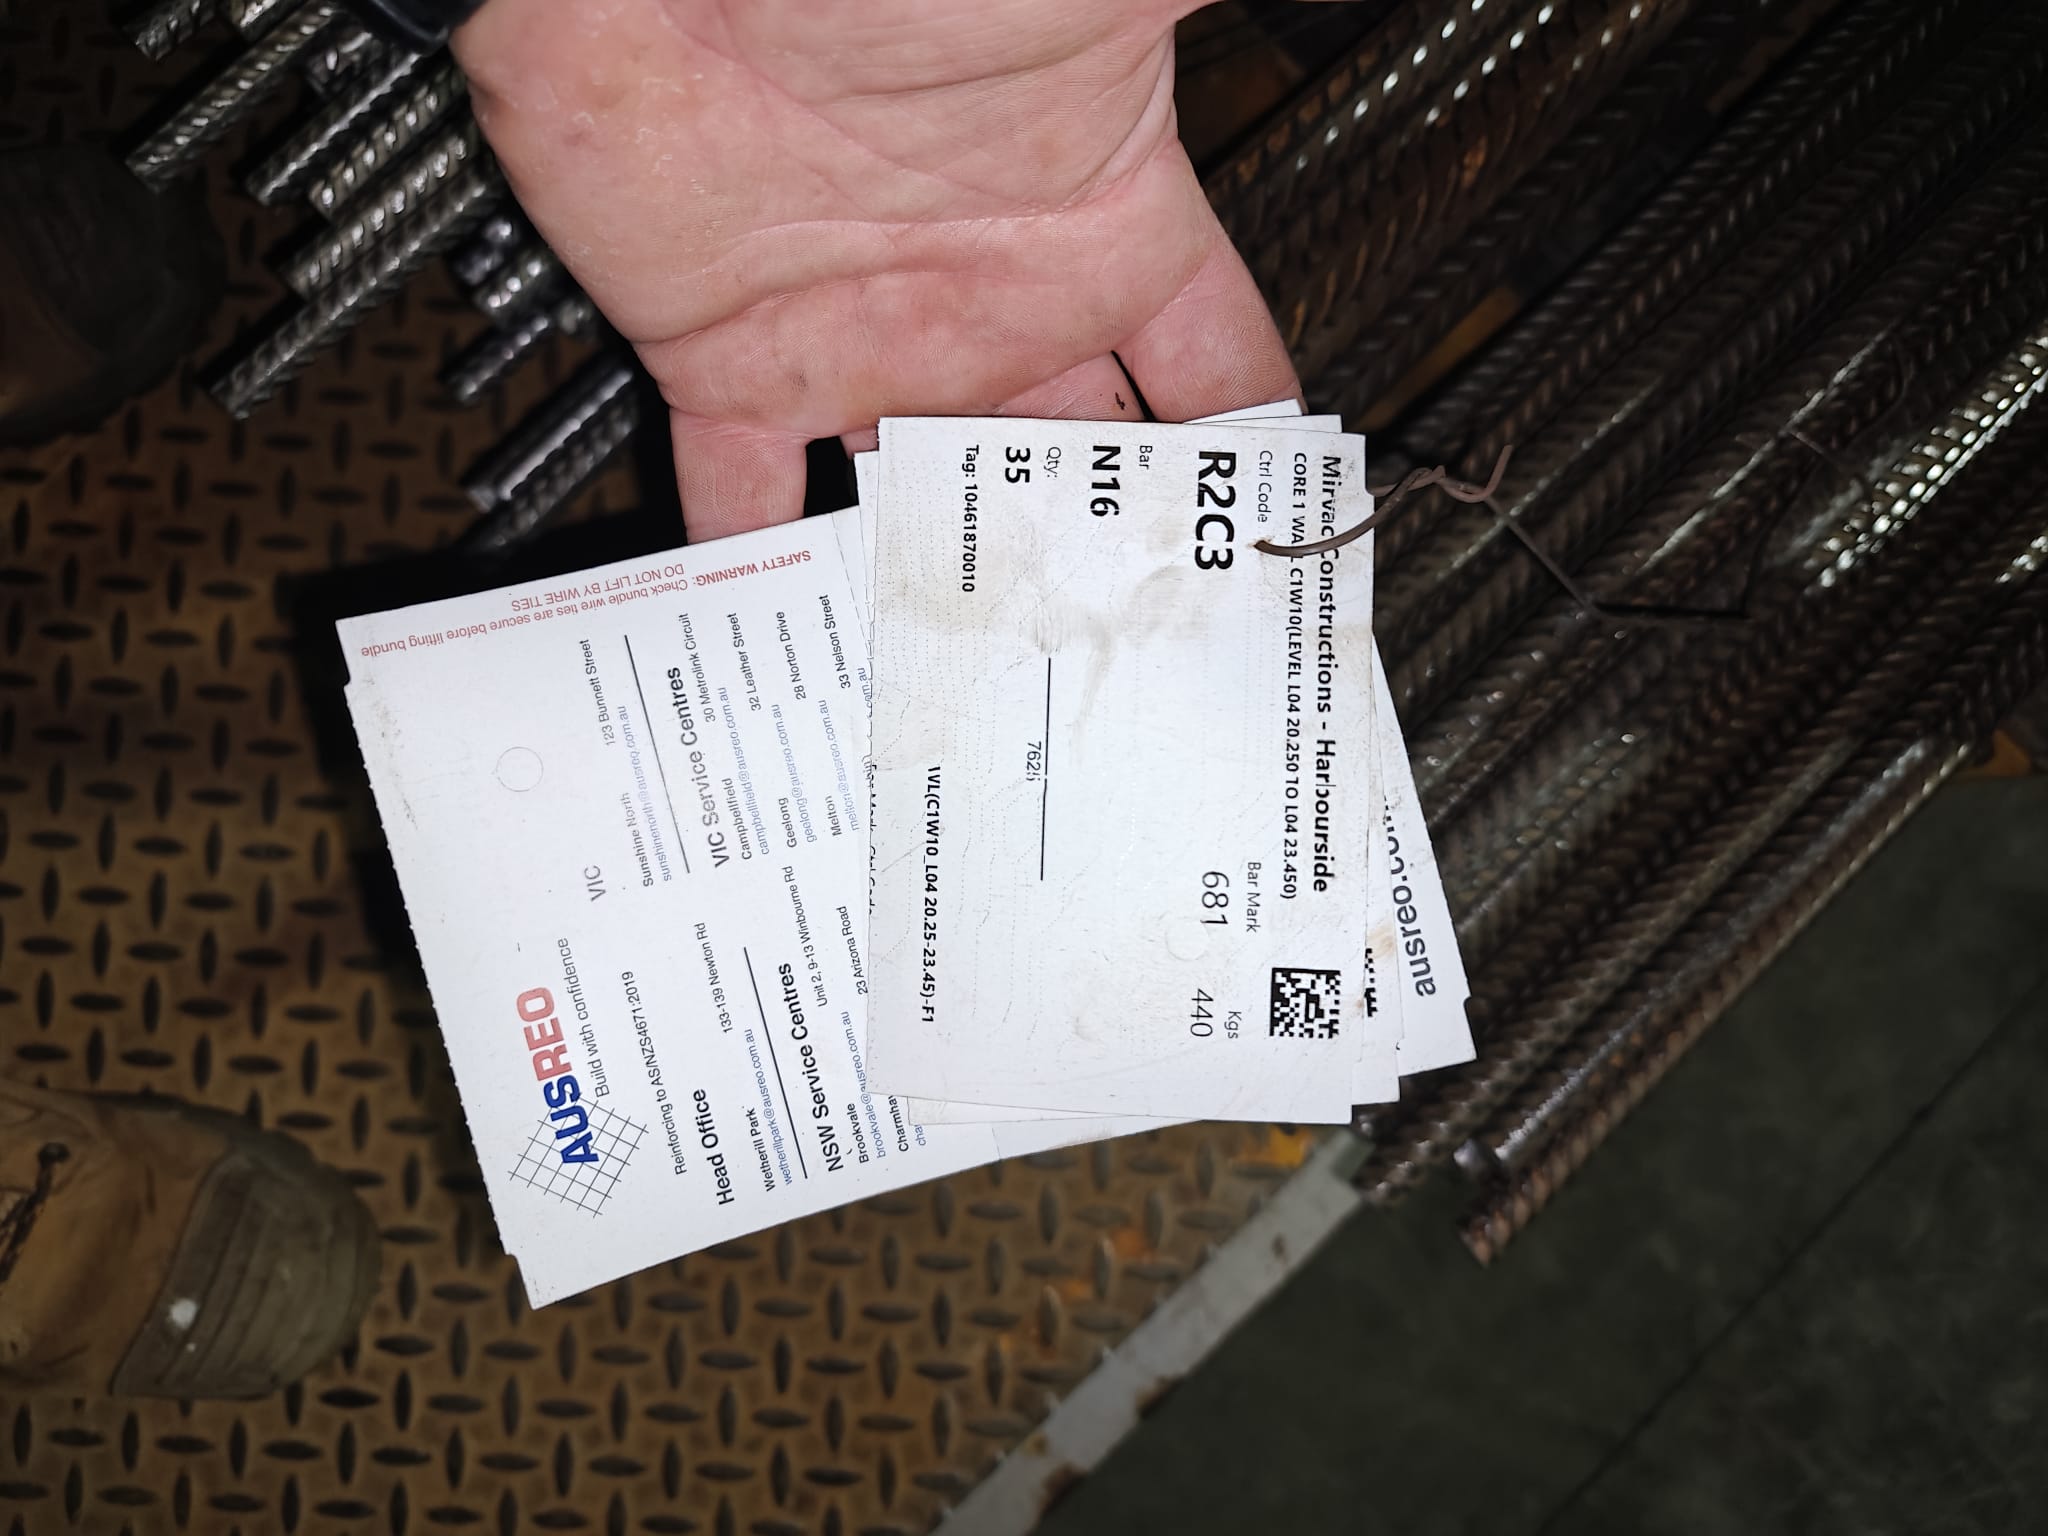 Mirvac Constructions - Harbourside
CORE 1 WALL C1W10(LEVEL L04 20.250 TO L04 23.450)
Ctrl Code
Bar Mark
Kgs
R2C3
681
440
Bar
N16
Qty:
35
7625
Tag: 10461870010
WL(C1W10_L04 20.25-23.45)-F1
ausreo.com
AUSREO
Build with confidence
Reinforcing to AS/NZS4671:2019
Head Office
Wetherill Park
133-139 Newton Rd
wetherillpark@ausreo.com.au
NSW Service Centres
Brookvale
Unit 2, 9-13 Winbourne Rd
brookvale@ausreo.com.au
23 Arizona Road
VIC
Sunshine North
123 Bunnett Street
sunshinenorth@ausreo.com.au
VIC Service Centres
Campbellfield
30 Metrolink Circuit
campbellfield@ausreo.com.au
Geelong
32 Leather Street
geelong@ausreo.com.au
Melton
28 Norton Drive
melton@ausreo.com.au
33 Nelson Street
SAFETY WARNING:
Check bundle wire ties are secure before lifting bundle
DO NOT LIFT BY WIRE TIES